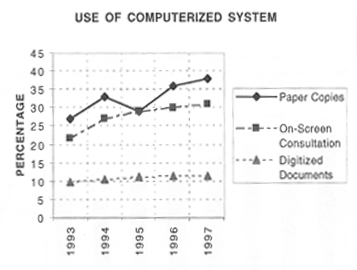 USE OF COMPUTERIZED SYSTEM
45
40
35
30
25
20
15
10
5
0
PERCENTAGE
1993
1994
1995
1996
1997
Paper Copies
On-Screen
Consultation
Digitized
Documents